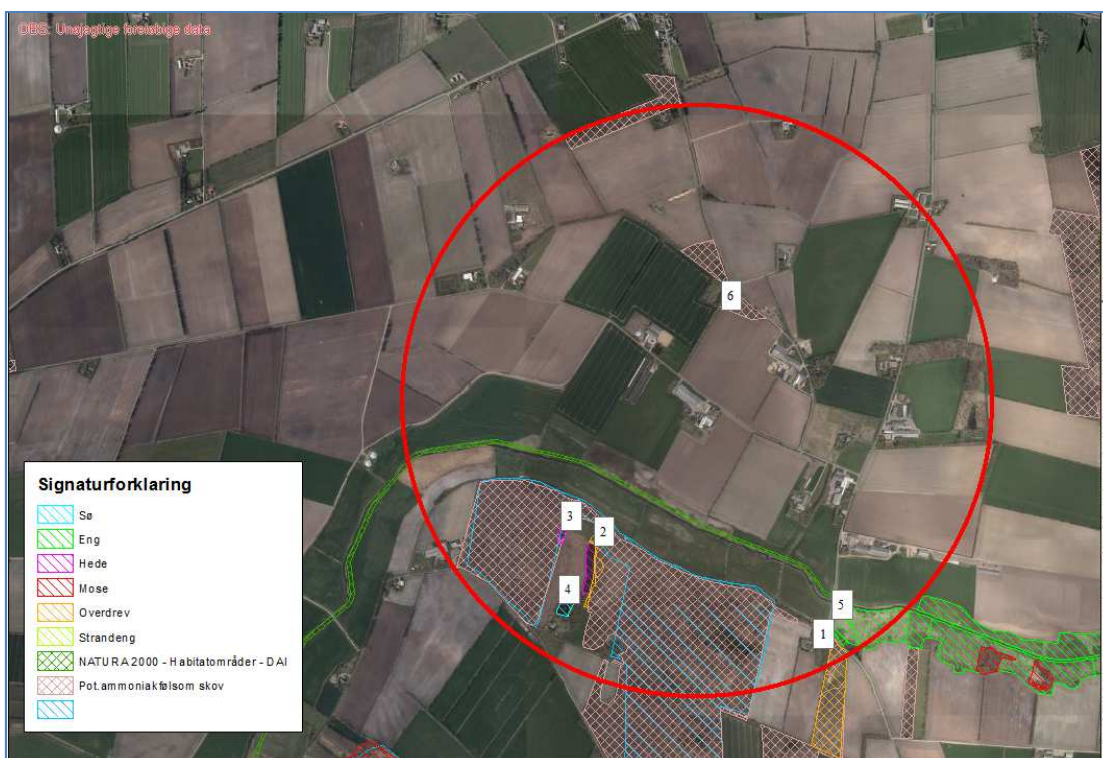 OBS: Unøjagtige foreløbige data
N
6
3
2
4
5
1
Signaturforklaring
Sø
Eng
Hede
Mose
Overdrev
Strandeng
NATURA 2000 - Habitatområder - DAI
Pot.ammoniakfølsom skov